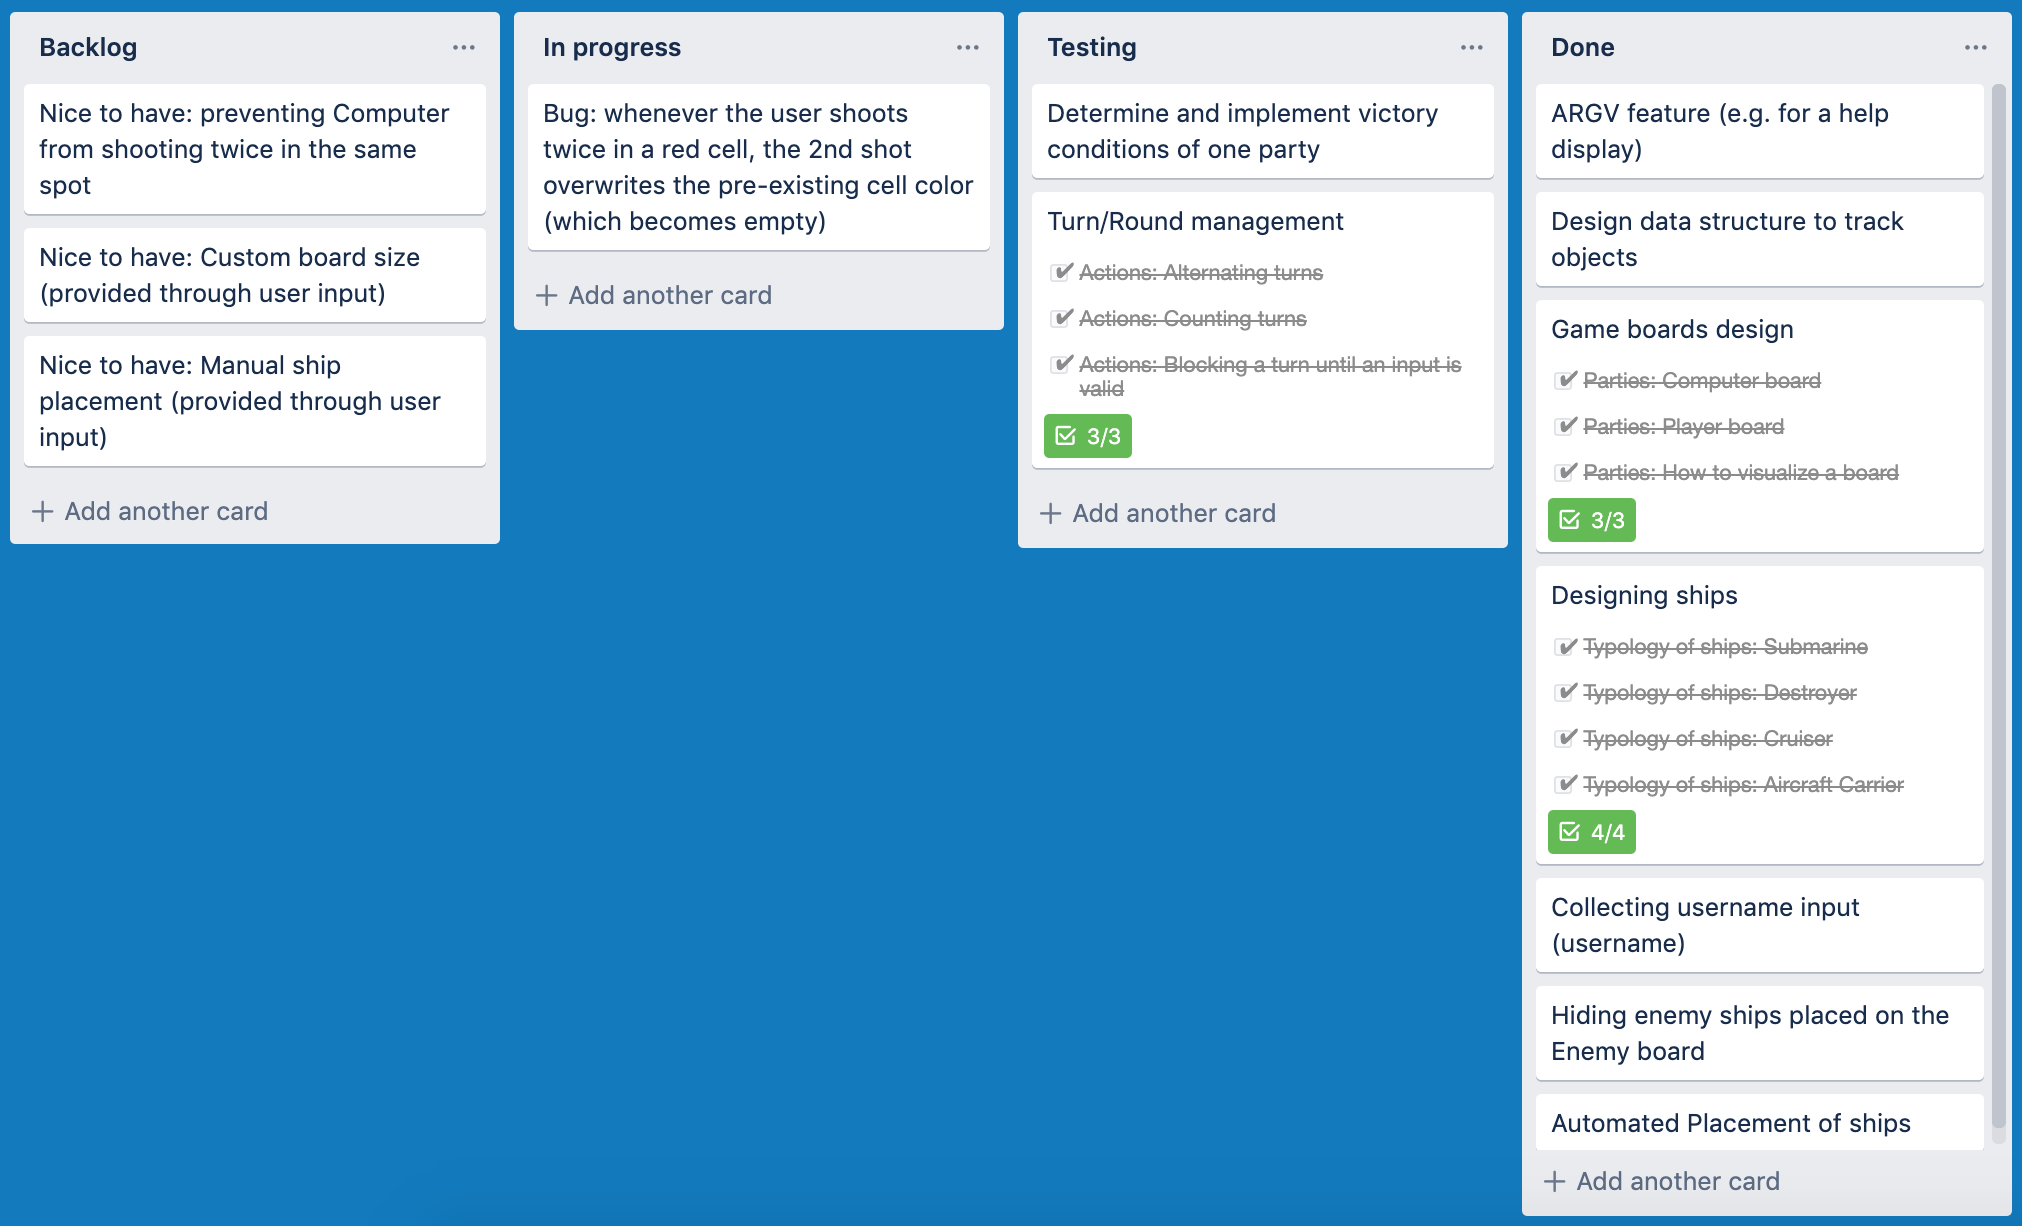 Backlog
Nice to have: preventing Computer
from shooting twice in the same
spot
Nice to have: Custom board size
(provided through user input)
Nice to have: Manual ship
placement (provided through user
input)
Add another card
In progress
Bug: whenever the user shoots
twice in a red cell, the 2nd shot
overwrites the pre-existing cell color
(which becomes empty)
Add another card
Testing
Determine and implement victory
conditions of one party
Turn/Round management
Actions: Alternating turns
Actions: Counting turns
Actions: Blocking a turn until an input is
valid
3/3
Add another card
Done
ARGV feature (e.g. for a help
display)
Design data structure to track
objects
Game boards design
Parties: Computer board
Parties: Player board
Parties: How to visualize a board
3/3
Designing ships
Typology of ships: Submarine
Typology of ships: Destroyer
Typology of ships: Cruiser
Typology of ships: Aircraft Carrier
4/4
Collecting username input
(username)
Hiding enemy ships placed on the
Enemy board
Automated Placement of ships
Add another card